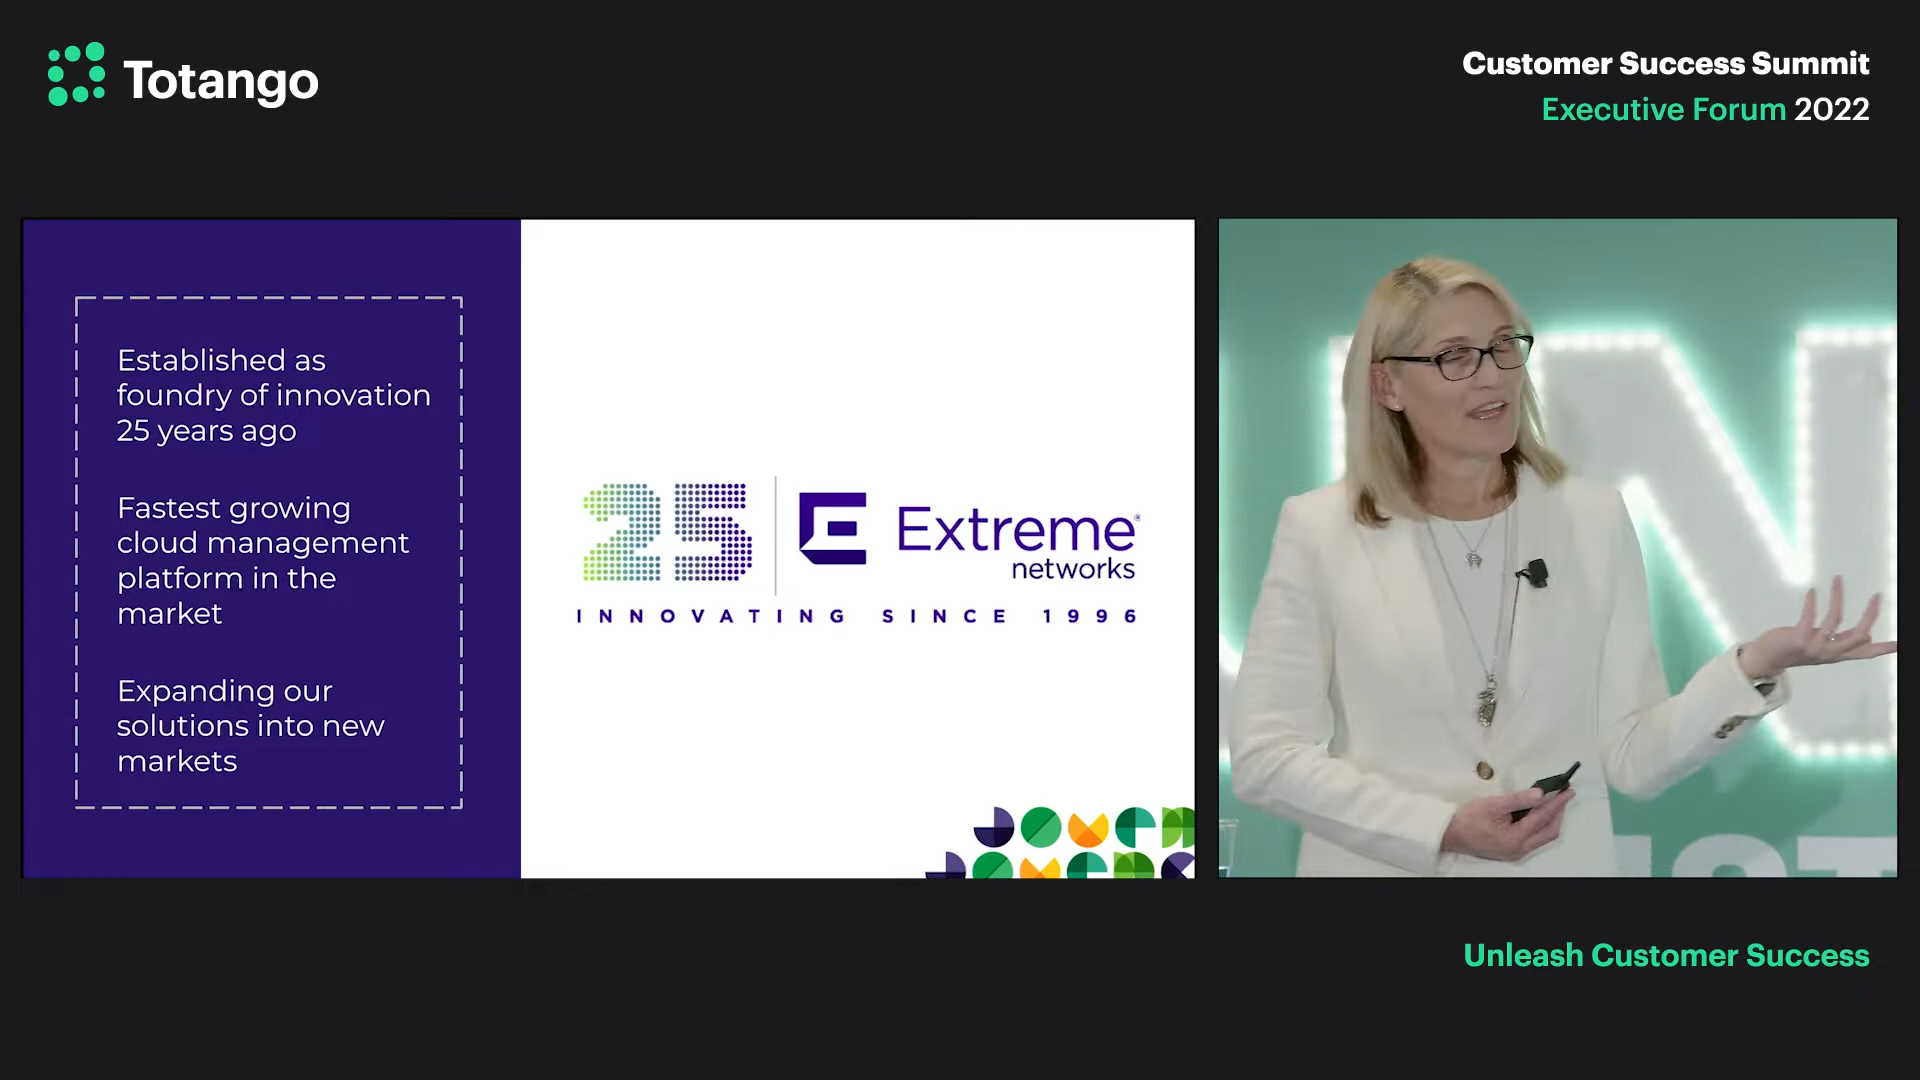 Totango
Customer Success Summit
Executive Forum 2022
Established as
foundry of innovation
25 years ago
Fastest growing
cloud management
platform in the
market
Expanding our
solutions into new
markets
25
Extreme
networks
INNOVATING SINCE 1996
Unleash Customer Success